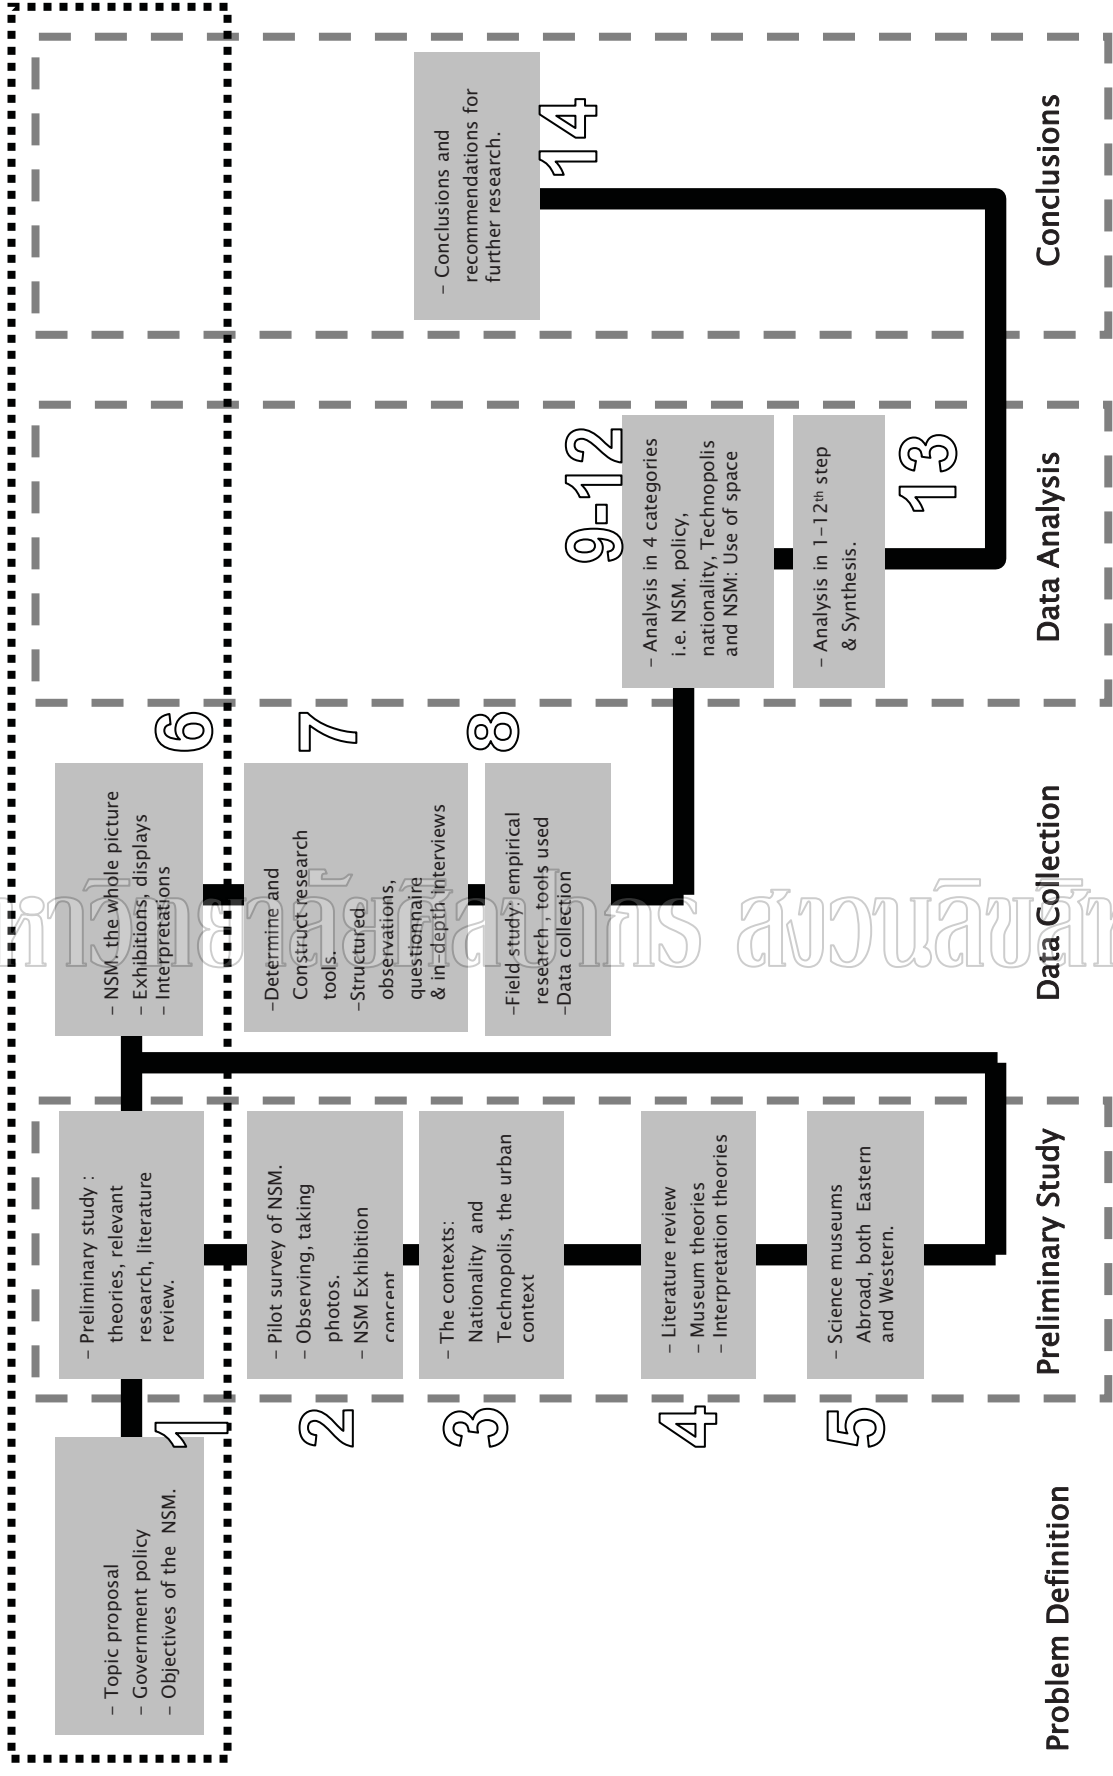 – Topic proposal
– Government policy
– Objectives of the NSM.
1
– Preliminary study :
theories, relevant
research, literature
review.
2
– Pilot survey of NSM.
– Observing, taking
photos.
– NSM Exhibition
concept
3
– The contexts:
Nationality and
Technopolis, the urban
context
4
– Literature review
– Museum theories
– Interpretation theories
5
– Science museums
Abroad, both Eastern
and Western.
6
– NSM. the whole picture
– Exhibitions, displays
– Interpretations
7
–Determine and
Construct research
tools.
–Structured
observations,
questionnaire
& in-depth interviews
8
–Field study: empirical
research , tools used
–Data collection
9-12
– Analysis in 4 categories
i.e. NSM. policy,
nationality, Technopolis
and NSM: Use of space
13
– Analysis in 1–12th step
& Synthesis.
14
– Conclusions and
recommendations for
further research.
Problem Definition
Preliminary Study
Data Collection
Data Analysis
Conclusions